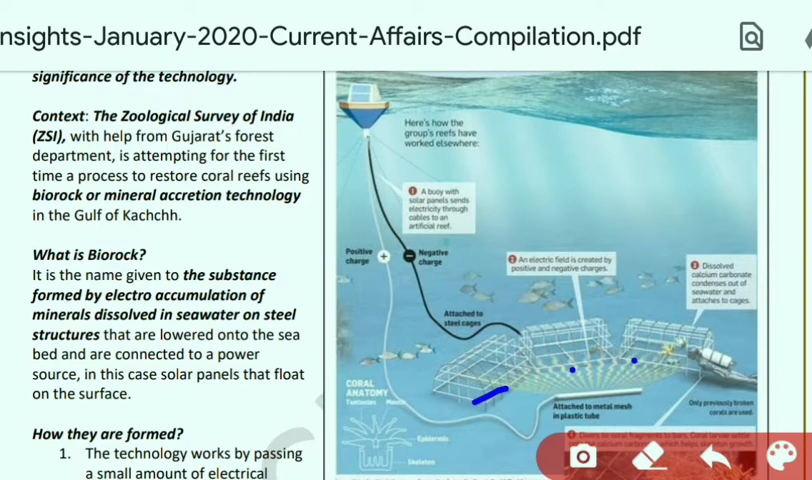 nsights-January-2020-Current-Affairs-Compilation.pdf
significance of the technology.
Context: The Zoological Survey of India
(ZSI), with help from Gujarat's forest
department, is attempting for the first
time a process to restore coral reefs using
biorock or mineral accretion technology
in the Gulf of Kachchh.
What is Biorock?
It is the name given to the substance
formed by electro accumulation of
minerals dissolved in seawater on steel
structures that are lowered onto the sea
bed and are connected to a power
source, in this case solar panels that float
on the surface.
How they are formed?
1. The technology works by passing
a small amount of electrical
Here's how the
group's reefs have
worked elsewhere:
1 A buoy with
solar panels sends
electricity through
cables to an
artificial reef.
Positive
charge
+
Negative
charge
2 An electric field is created by
positive and negative charges.
3 Dissolved
calcium carbonate
condenses out of
seawater and
attaches to cages.
Attached to
steel cages
CORAL
ANATOMY
Tentacles Mouth
Attached to metal mesh
in plastic tube
Only previously broken
corals are used.
Epidermis
Skeleton